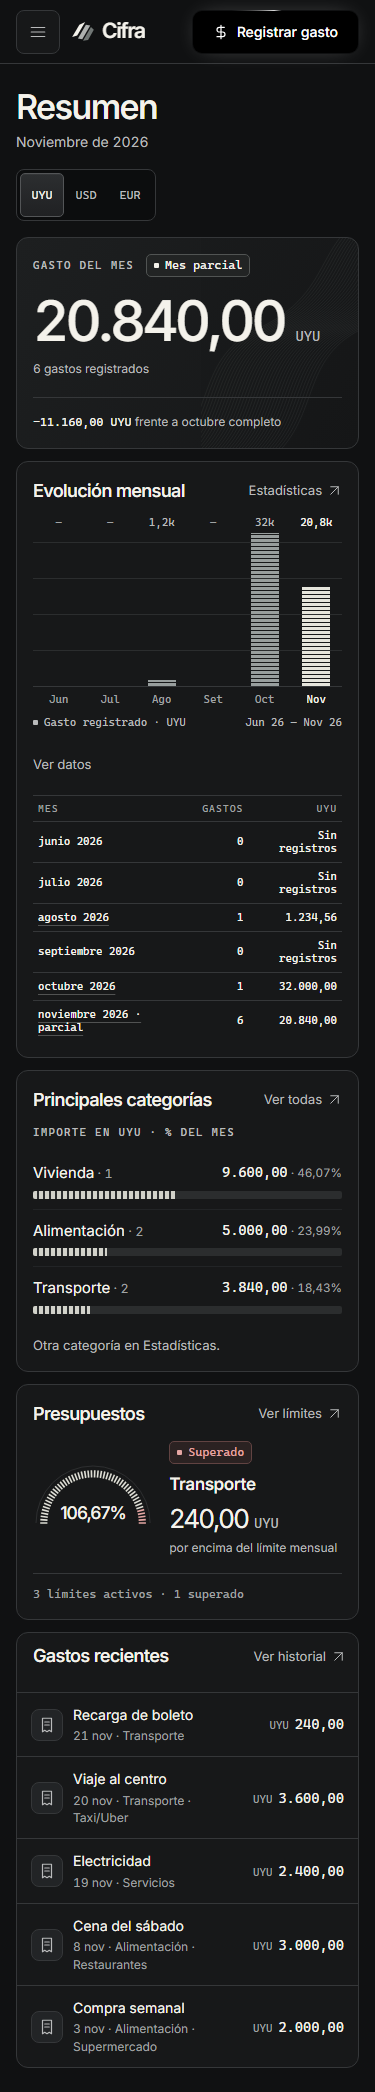 Cifra
Registrar gasto
Resumen
Noviembre de 2026
UYU USD EUR
GASTO DEL MES Mes parcial
20.840,00 UYU
6 gastos registrados
−11.160,00 UYU frente a octubre completo
Evolución mensual Estadísticas
— — 1,2k — 32k 20,8k
Jun Jul Ago Set Oct Nov
Gasto registrado · UYU Jun 26 — Nov 26
Ver datos
MES GASTOS UYU
junio 2026 0 Sin
registros
julio 2026 0 Sin
registros
agosto 2026 1 1.234,56
septiembre 2026 0 Sin
registros
octubre 2026 1 32.000,00
noviembre 2026 ·
parcial 6 20.840,00
Principales categorías Ver todas
IMPORTE EN UYU · % DEL MES
Vivienda · 1 9.600,00 · 46,07%
Alimentación · 2 5.000,00 · 23,99%
Transporte · 2 3.840,00 · 18,43%
Otra categoría en Estadísticas.
Presupuestos Ver límites
106,67%
Superado
Transporte
240,00 UYU
por encima del límite mensual
3 límites activos · 1 superado
Gastos recientes Ver historial
Recarga de boleto UYU 240,00
21 nov · Transporte
Viaje al centro UYU 3.600,00
20 nov · Transporte ·
Taxi/Uber
Electricidad UYU 2.400,00
19 nov · Servicios
Cena del sábado UYU 3.000,00
8 nov · Alimentación ·
Restaurantes
Compra semanal UYU 2.000,00
3 nov · Alimentación ·
Supermercado